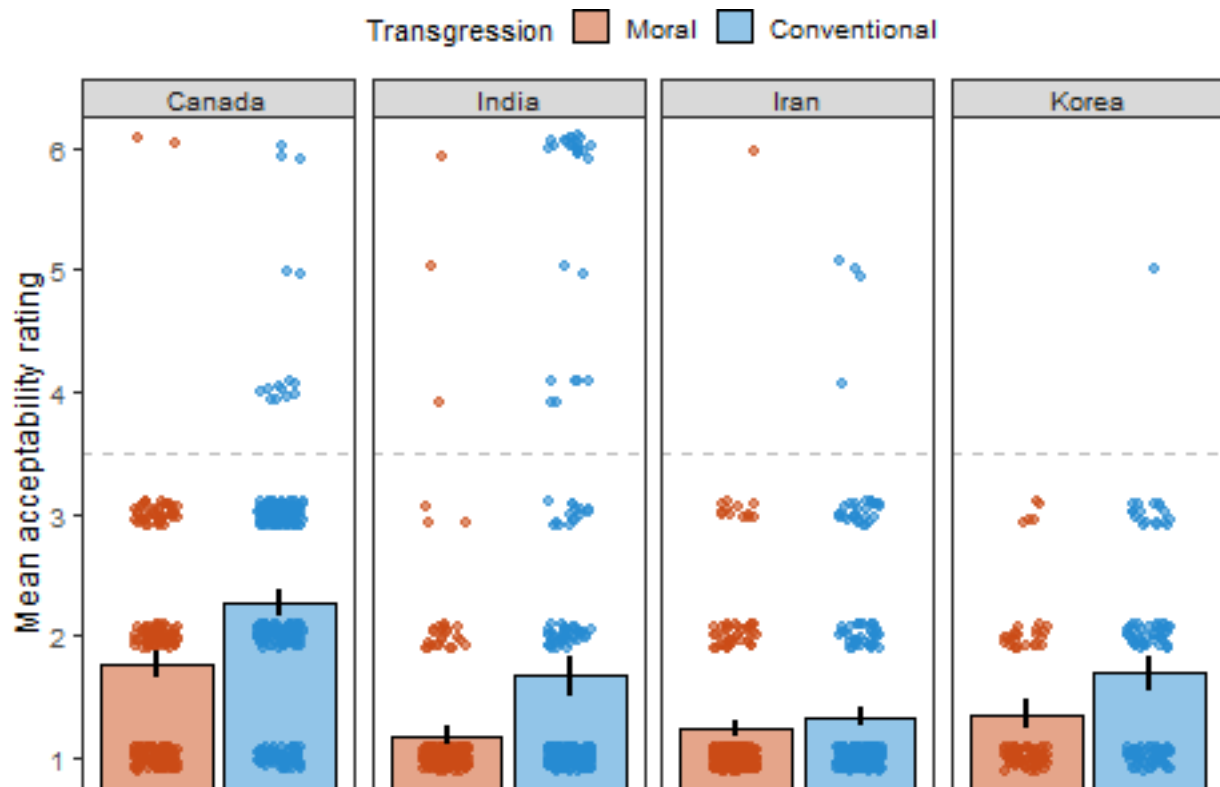 Transgression Moral Conventional
Canada India Iran Korea
6
5
4
3
2
1
Mean acceptability rating